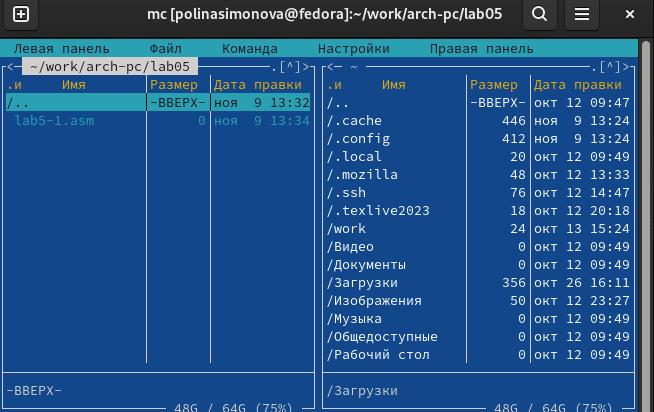 mc [polinasimonova@fedora]:~/work/arch-pc/lab05
Левая панель Файл Команда Настройки Правая панель
<─ ~/work/arch-pc/lab05 .[^]>
.и Имя Размер Дата правки
/.. -ВВЕРХ- ноя 9 13:32
lab5-1.asm 0 ноя 9 13:34
-ВВЕРХ-
48G / 64G (75%)
<─ ~ .[^]>
.и Имя Размер Дата правки
/.. -ВВЕРХ- окт 12 09:47
/.cache 446 ноя 9 13:24
/.config 412 ноя 9 13:24
/.local 20 окт 12 09:49
/.mozilla 48 окт 12 13:33
/.ssh 76 окт 12 14:47
/.texlive2023 18 окт 12 20:18
/work 24 окт 13 15:24
/Видео 0 окт 12 09:49
/Документы 0 окт 12 09:49
/Загрузки 356 окт 26 16:11
/Изображения 50 окт 12 23:27
/Музыка 0 окт 12 09:49
/Общедоступные 0 окт 12 09:49
/Рабочий стол 0 окт 12 09:49
/Загрузки
48G / 64G (75%)